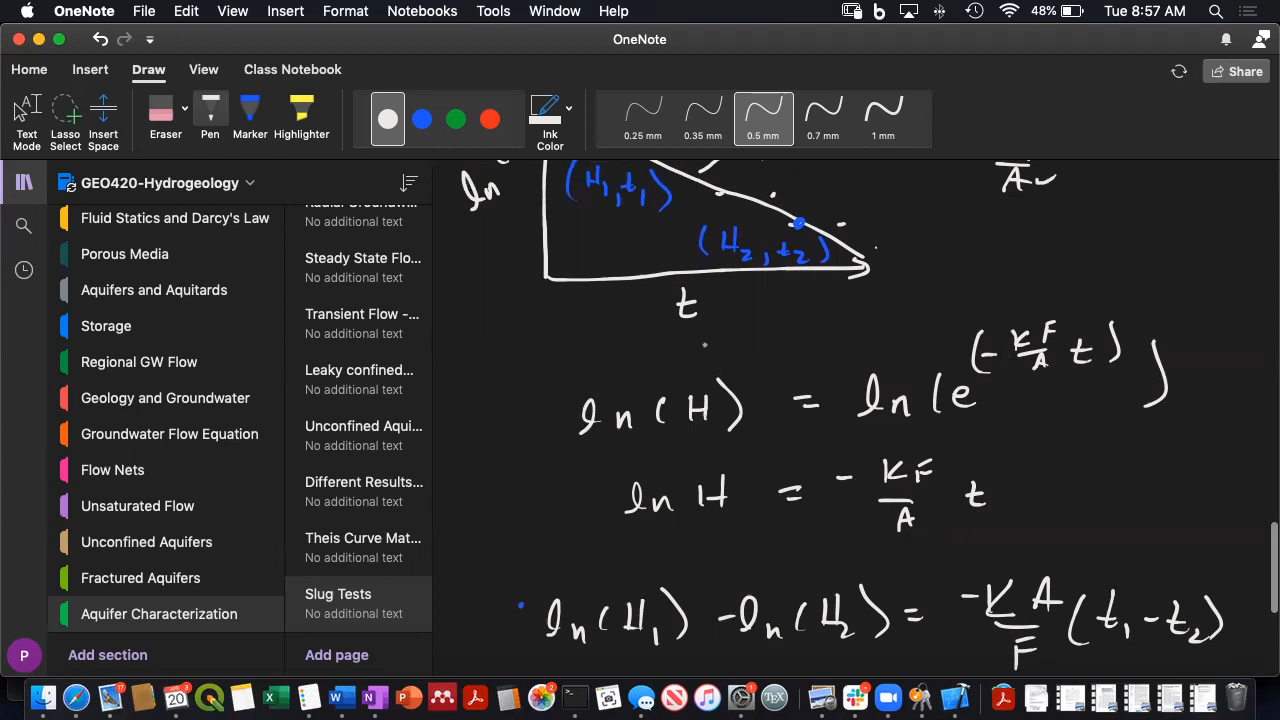 OneNote File Edit View Insert Format Notebooks Tools Window Help 48% Tue 8:57 AM
OneNote
Home Insert Draw View Class Notebook Share
Text Mode
Lasso Select
Insert Space
Eraser
Pen
Marker
Highlighter
Ink Color
0.25 mm 0.35 mm 0.5 mm 0.7 mm 1 mm
GEO420-Hydrogeology
Fluid Statics and Darcy's Law
Porous Media
Aquifers and Aquitards
Storage
Regional GW Flow
Geology and Groundwater
Groundwater Flow Equation
Flow Nets
Unsaturated Flow
Unconfined Aquifers
Fractured Aquifers
Aquifer Characterization
P
Add section
No additional text
Steady State Flo...
No additional text
Transient Flow -...
No additional text
Leaky confined...
No additional text
Unconfined Aqui...
No additional text
Different Results...
No additional text
Theis Curve Mat...
No additional text
Slug Tests
No additional text
Add page
ln
A
(H₁, t₁)
(H₂, t₂)
t
ln(H) = ln(e^(-KF/A t))
ln H = -KF/A t
ln(H₁) - ln(H₂) = -KA/F (t₁ - t₂)